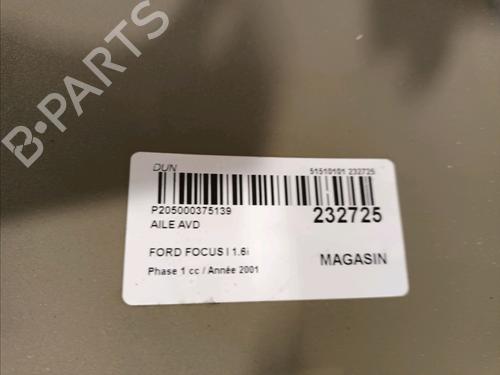 B-PARTS
DUN
51510101 232725
P205000375139
232725
AILE AVD
FORD FOCUS I 1.6i
MAGASIN
Phase 1 cc / Année 2001